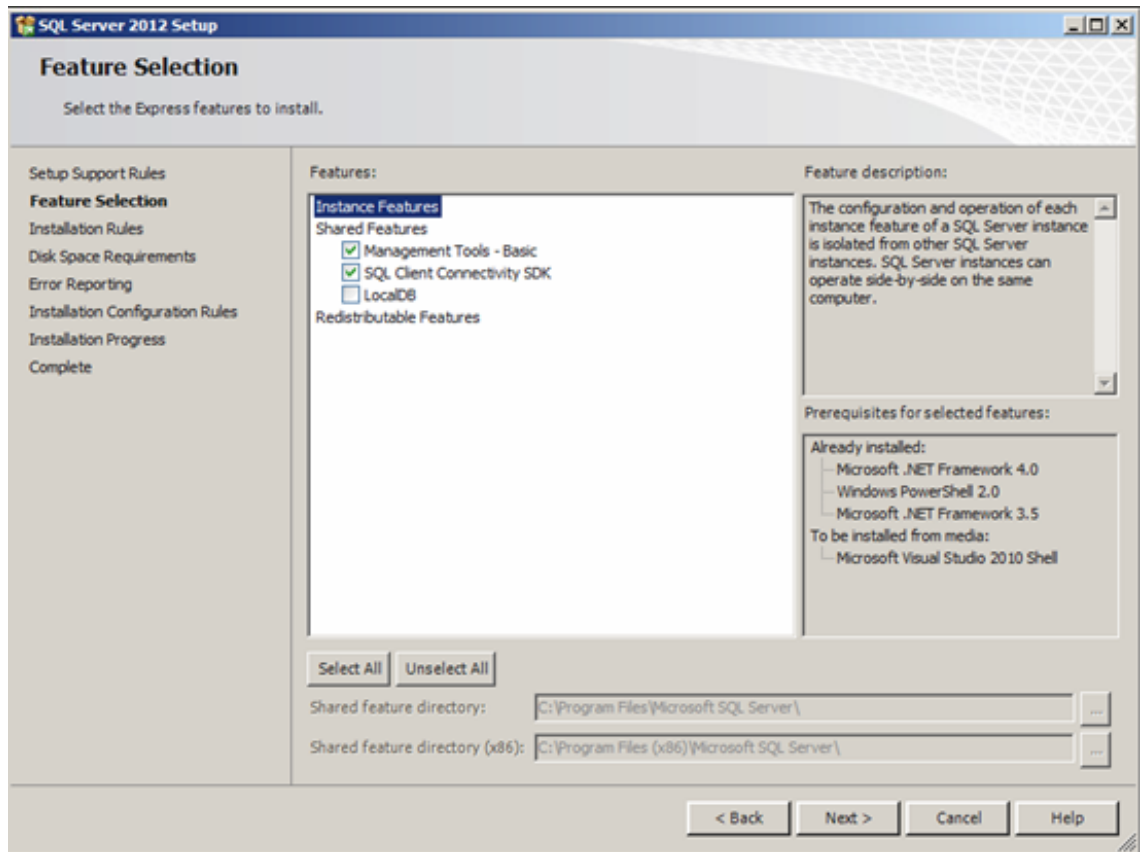 SQL Server 2012 Setup
Feature Selection
Select the Express features to install.
Setup Support Rules
Feature Selection
Installation Rules
Disk Space Requirements
Error Reporting
Installation Configuration Rules
Installation Progress
Complete
Features:
Instance Features
Shared Features
Management Tools - Basic
SQL Client Connectivity SDK
LocalDB
Redistributable Features
Feature description:
The configuration and operation of each
instance feature of a SQL Server instance
is isolated from other SQL Server
instances. SQL Server instances can
operate side-by-side on the same
computer.
Prerequisites for selected features:
Already installed:
Microsoft .NET Framework 4.0
Windows PowerShell 2.0
Microsoft .NET Framework 3.5
To be installed from media:
Microsoft Visual Studio 2010 Shell
Select All Unselect All
Shared feature directory: C:\Program Files\Microsoft SQL Server\ ...
Shared feature directory (x86): C:\Program Files (x86)\Microsoft SQL Server\ ...
< Back Next > Cancel Help